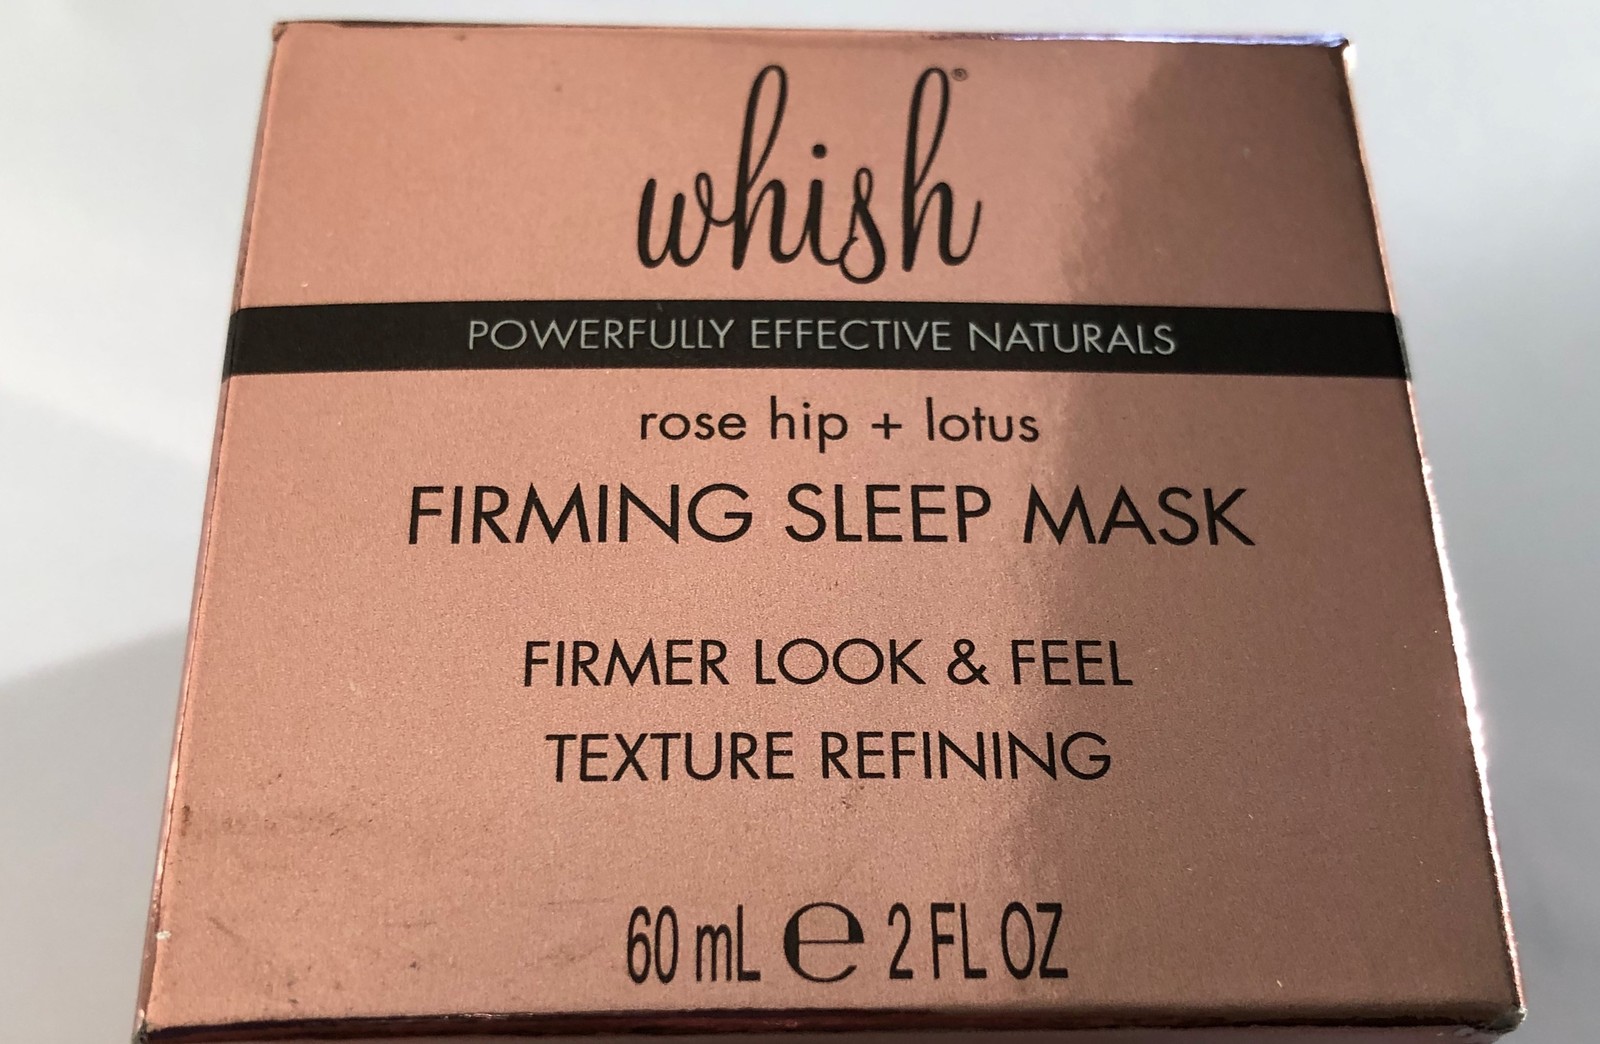 whish®
POWERFULLY EFFECTIVE NATURALS
rose hip + lotus
FIRMING SLEEP MASK
FIRMER LOOK & FEEL
TEXTURE REFINING
60 mL ℮ 2 FL OZ